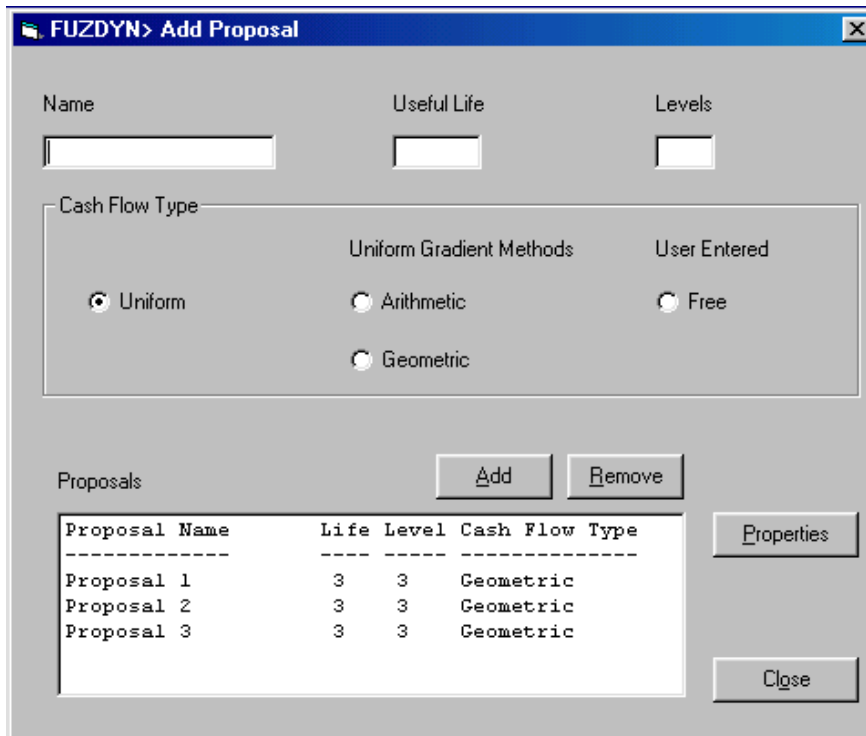 FUZDYN> Add Proposal
Name Useful Life Levels
Cash Flow Type
Uniform Gradient Methods User Entered
Uniform Arithmetic Free
Geometric
Proposals Add Remove
Proposal Name Life Level Cash Flow Type
------------- ---- ----- --------------
Proposal 1 3 3 Geometric
Proposal 2 3 3 Geometric
Proposal 3 3 3 Geometric
Properties
Close